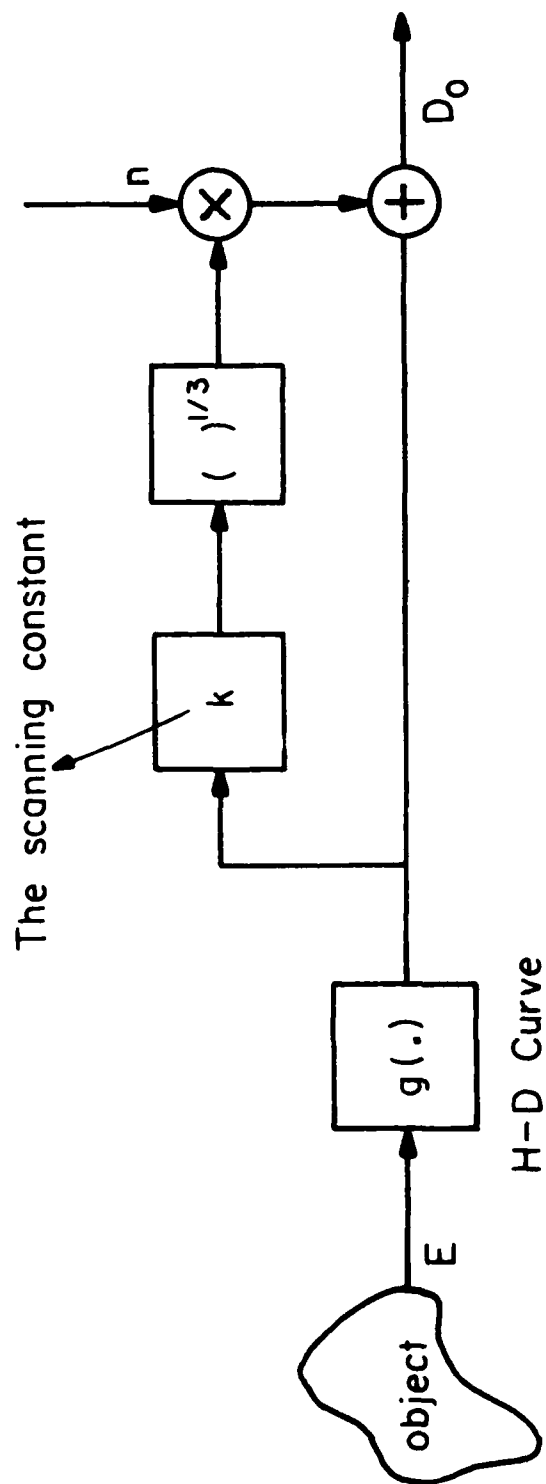 The scanning constant
n
k
( )^{1/3}
×
object
E
g(.)
+
D₀
H-D Curve